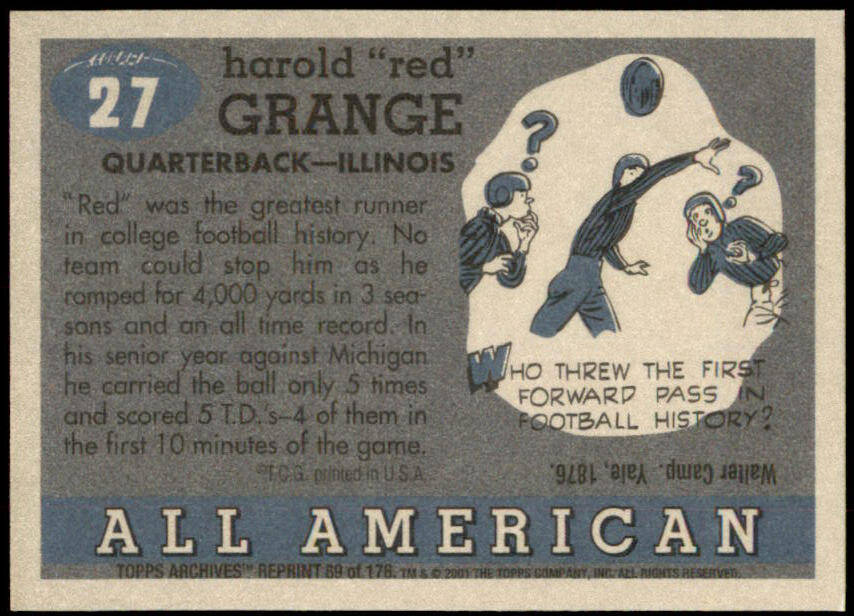 27
harold "red"
GRANGE
QUARTERBACK—ILLINOIS
"Red" was the greatest runner
in college football history. No
team could stop him as he
romped for 4,000 yards in 3 sea-
sons and an all time record. In
his senior year against Michigan
he carried the ball only 5 times
and scored 5 T.D.'s–4 of them in
the first 10 minutes of the game.
©T.C.G. printed in U.S.A.
? ?
WHO THREW THE FIRST
FORWARD PASS IN
FOOTBALL HISTORY?
Walter Camp. Yale, 1876.
ALL AMERICAN
TOPPS ARCHIVES™ REPRINT 69 of 178. TM & © 2001 THE TOPPS COMPANY, INC. ALL RIGHTS RESERVED.